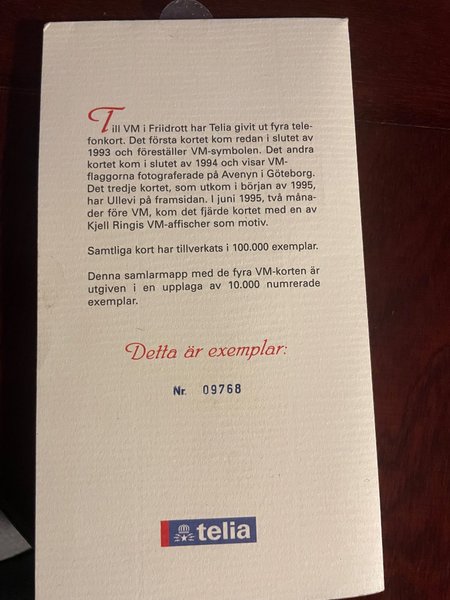 Till VM i Friidrott har Telia givit ut fyra tele-
fonkort. Det första kortet kom redan i slutet av
1993 och föreställer VM-symbolen. Det andra
kortet kom i slutet av 1994 och visar VM-
flaggorna fotograferade på Avenyn i Göteborg.
Det tredje kortet, som utkom i början av 1995,
har Ullevi på framsidan. I juni 1995, två måna-
der före VM, kom det fjärde kortet med en av
Kjell Ringis VM-affischer som motiv.
Samtliga kort har tillverkats i 100.000 exemplar.
Denna samlarmapp med de fyra VM-korten är
utgiven i en upplaga av 10.000 numrerade
exemplar.
Detta är exemplar:
Nr. 09768
telia